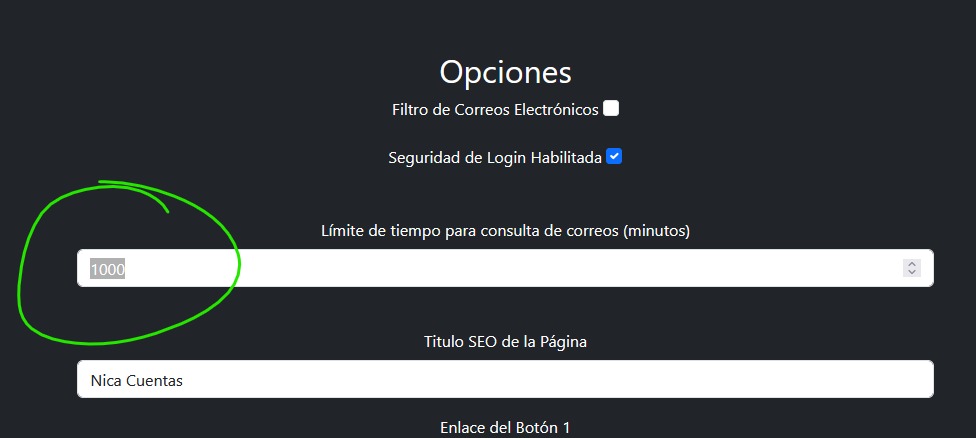 Opciones
Filtro de Correos Electrónicos
Seguridad de Login Habilitada
Límite de tiempo para consulta de correos (minutos)
1000
Titulo SEO de la Página
Nica Cuentas
Enlace del Botón 1